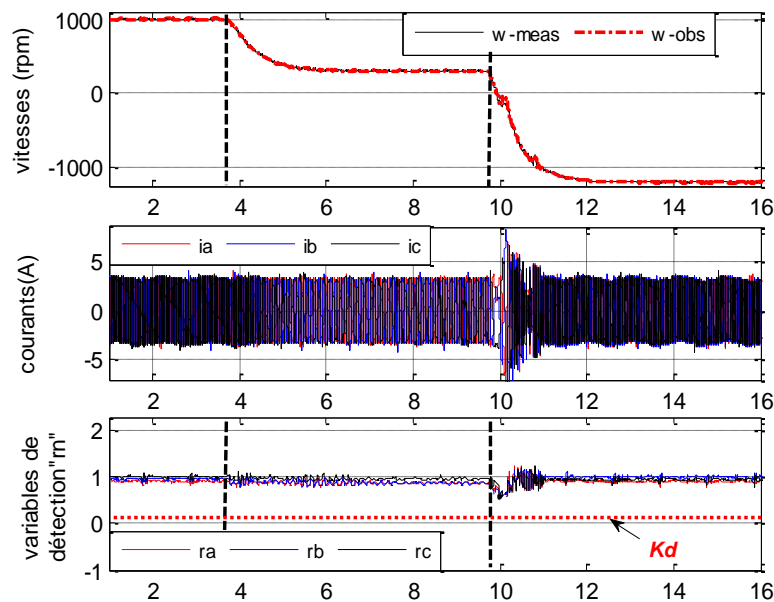 1000
0
-1000
vitesses (rpm)
w -meas w -obs
2 4 6 8 10 12 14 16
5
0
-5
courants(A)
ia ib ic
2 4 6 8 10 12 14 16
2
1
0
-1
variables de
détection"rn"
ra rb rc
Kd
2 4 6 8 10 12 14 16